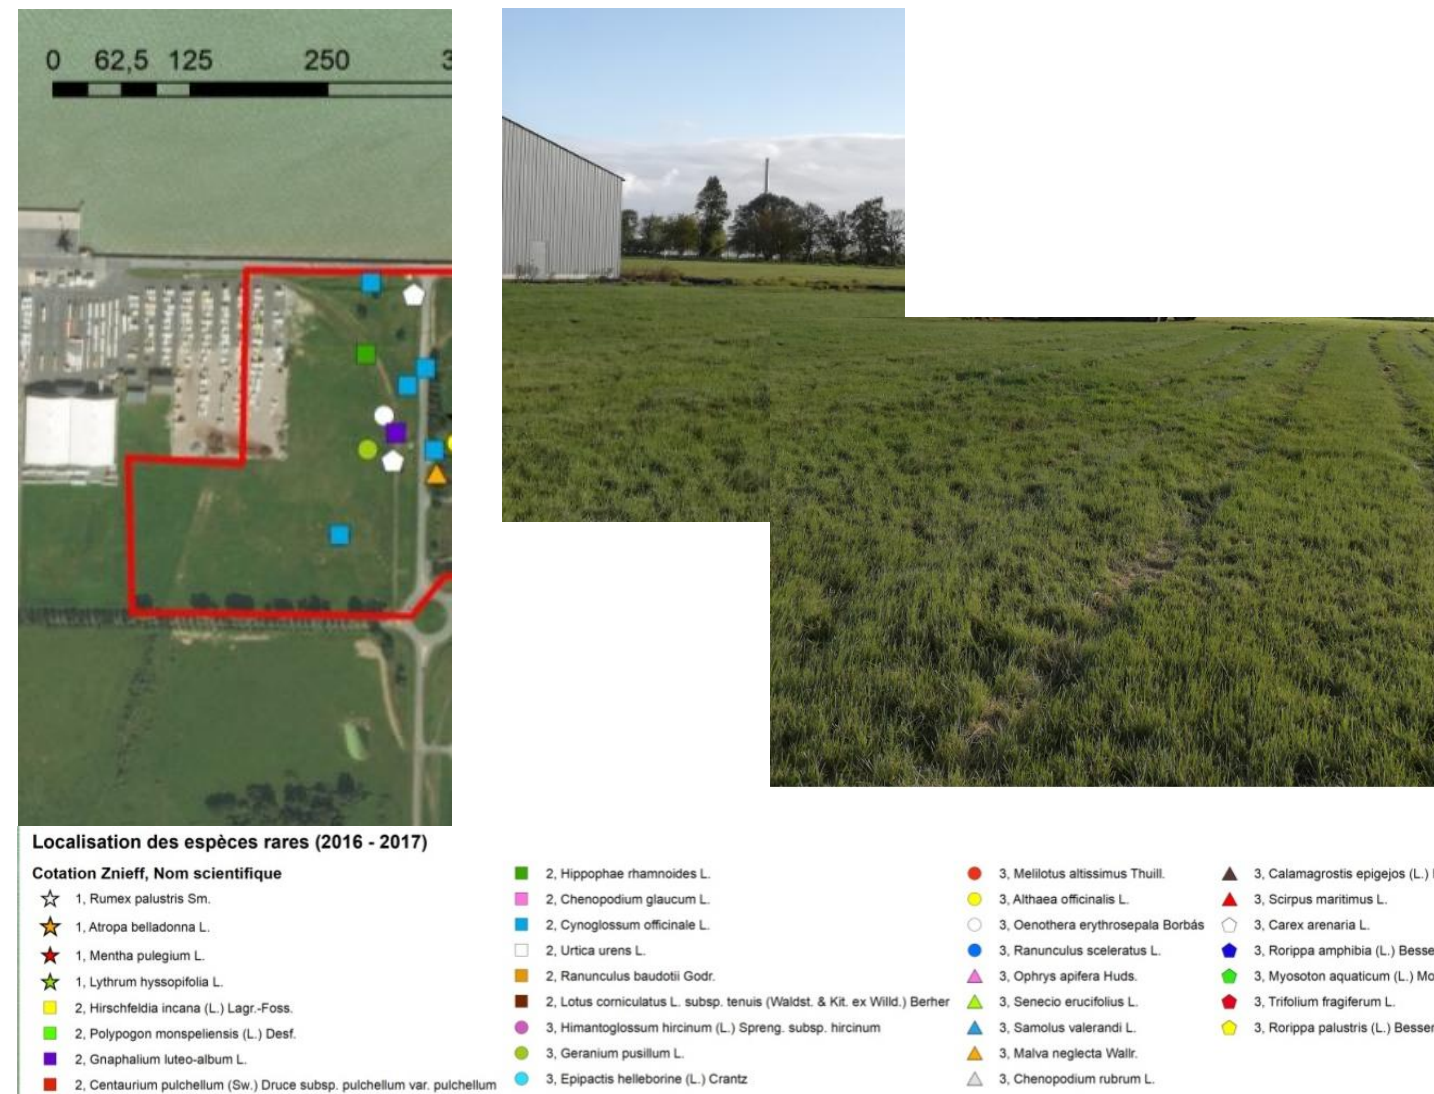 0 62,5 125 250 3
Localisation des espèces rares (2016 - 2017)
Cotation Znieff, Nom scientifique
1, Rumex palustris Sm.
1, Atropa belladonna L.
1, Mentha pulegium L.
1, Lythrum hyssopifolia L.
2, Hirschfeldia incana (L.) Lagr.-Foss.
2, Polypogon monspeliensis (L.) Desf.
2, Gnaphalium luteo-album L.
2, Centaurium pulchellum (Sw.) Druce subsp. pulchellum var. pulchellum
2, Hippophae rhamnoides L.
2, Chenopodium glaucum L.
2, Cynoglossum officinale L.
2, Urtica urens L.
2, Ranunculus baudotii Godr.
2, Lotus corniculatus L. subsp. tenuis (Waldst. & Kit. ex Willd.) Berher
3, Himantoglossum hircinum (L.) Spreng. subsp. hircinum
3, Geranium pusillum L.
3, Epipactis helleborine (L.) Crantz
3, Melilotus altissimus Thuill.
3, Althaea officinalis L.
3, Oenothera erythrosepala Borbás
3, Ranunculus sceleratus L.
3, Ophrys apifera Huds.
3, Senecio erucifolius L.
3, Samolus valerandi L.
3, Malva neglecta Wallr.
3, Chenopodium rubrum L.
3, Calamagrostis epigejos (L.)
3, Scirpus maritimus L.
3, Carex arenaria L.
3, Rorippa amphibia (L.) Besse
3, Myosoton aquaticum (L.) Mo
3, Trifolium fragiferum L.
3, Rorippa palustris (L.) Besser